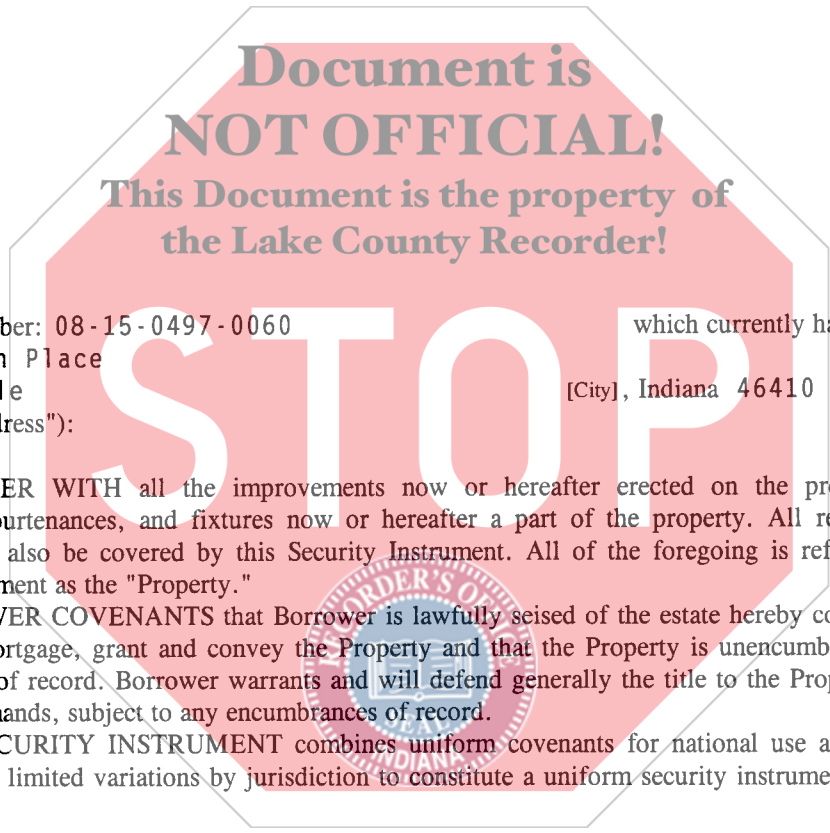 Document is
NOT OFFICIAL!
This Document is the property of
the Lake County Recorder!
STOP
ber: 08-15-0497-0060 which currently ha
n Place
le [City], Indiana 46410
dress"):
ER WITH all the improvements now or hereafter erected on the pro
ourtenances, and fixtures now or hereafter a part of the property. All re
also be covered by this Security Instrument. All of the foregoing is ref
ment as the "Property."
VER COVENANTS that Borrower is lawfully seised of the estate hereby co
ortgage, grant and convey the Property and that the Property is unencumb
of record. Borrower warrants and will defend generally the title to the Prop
nands, subject to any encumbrances of record.
CURITY INSTRUMENT combines uniform covenants for national use a
limited variations by jurisdiction to constitute a uniform security instrume
RECORDER'S OFFICE
SEAL
INDIANA